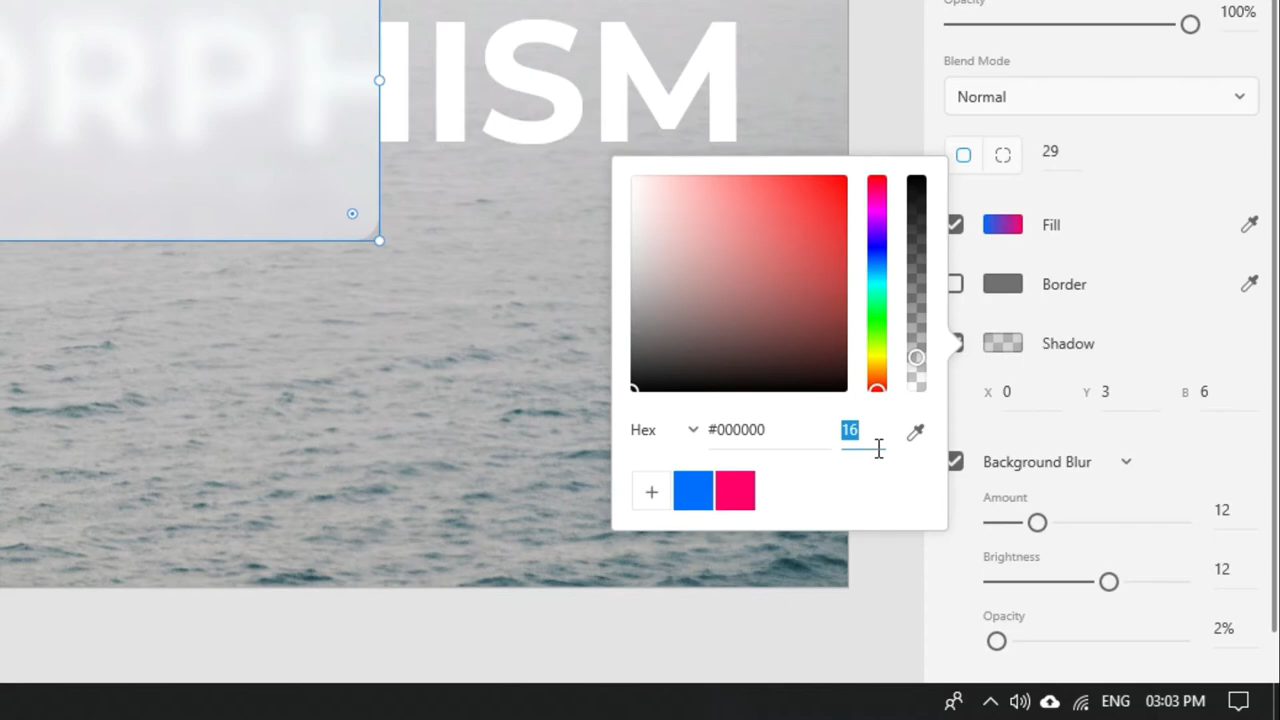 Opacity
100%
ORPHISM
Blend Mode
Normal
29
Fill
Border
Shadow
X 0 Y 3 B 6
Hex #000000 16
+
Background Blur
Amount
12
Brightness
12
Opacity
2%
ENG 03:03 PM